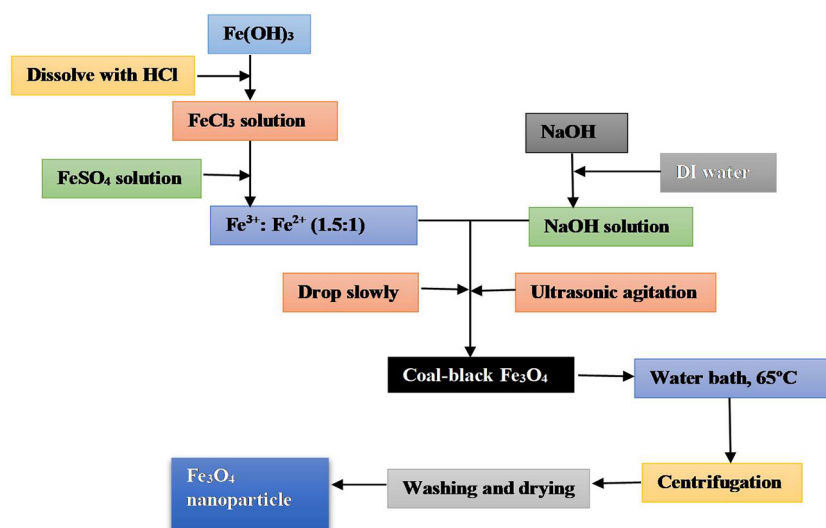 Fe(OH)₃
Dissolve with HCl
FeCl₃ solution
NaOH
FeSO₄ solution
DI water
Fe³⁺: Fe²⁺ (1.5:1)
NaOH solution
Drop slowly
Ultrasonic agitation
Coal-black Fe₃O₄
Water bath, 65°C
Fe₃O₄
nanoparticle
Washing and drying
Centrifugation